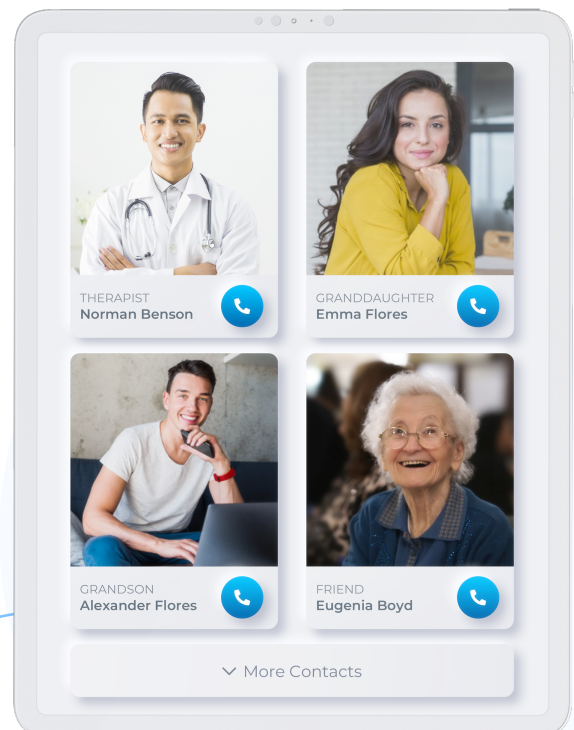 THERAPIST
Norman Benson
GRANDDAUGHTER
Emma Flores
GRANDSON
Alexander Flores
FRIEND
Eugenia Boyd
More Contacts